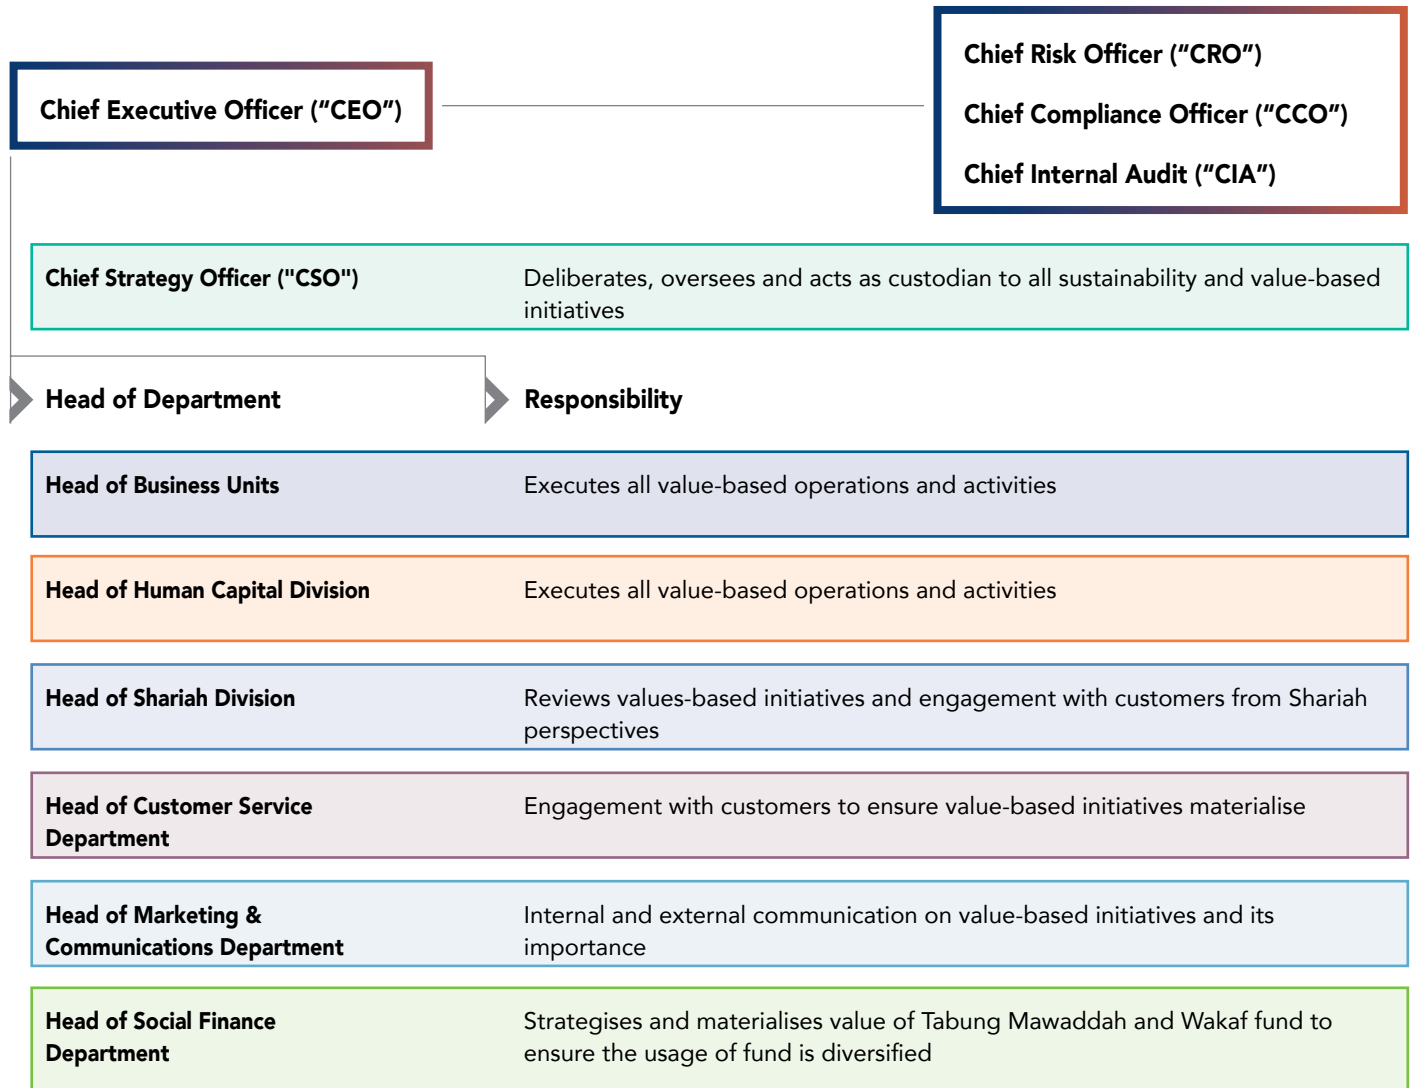 Chief Executive Officer (“CEO”)
Chief Risk Officer (“CRO”)
Chief Compliance Officer (“CCO”)
Chief Internal Audit (“CIA”)
Chief Strategy Officer ("CSO")
Deliberates, oversees and acts as custodian to all sustainability and value-based
initiatives
Head of Department
Responsibility
Head of Business Units
Executes all value-based operations and activities
Head of Human Capital Division
Executes all value-based operations and activities
Head of Shariah Division
Reviews values-based initiatives and engagement with customers from Shariah
perspectives
Head of Customer Service
Department
Engagement with customers to ensure value-based initiatives materialise
Head of Marketing &
Communications Department
Internal and external communication on value-based initiatives and its
importance
Head of Social Finance
Department
Strategises and materialises value of Tabung Mawaddah and Wakaf fund to
ensure the usage of fund is diversified